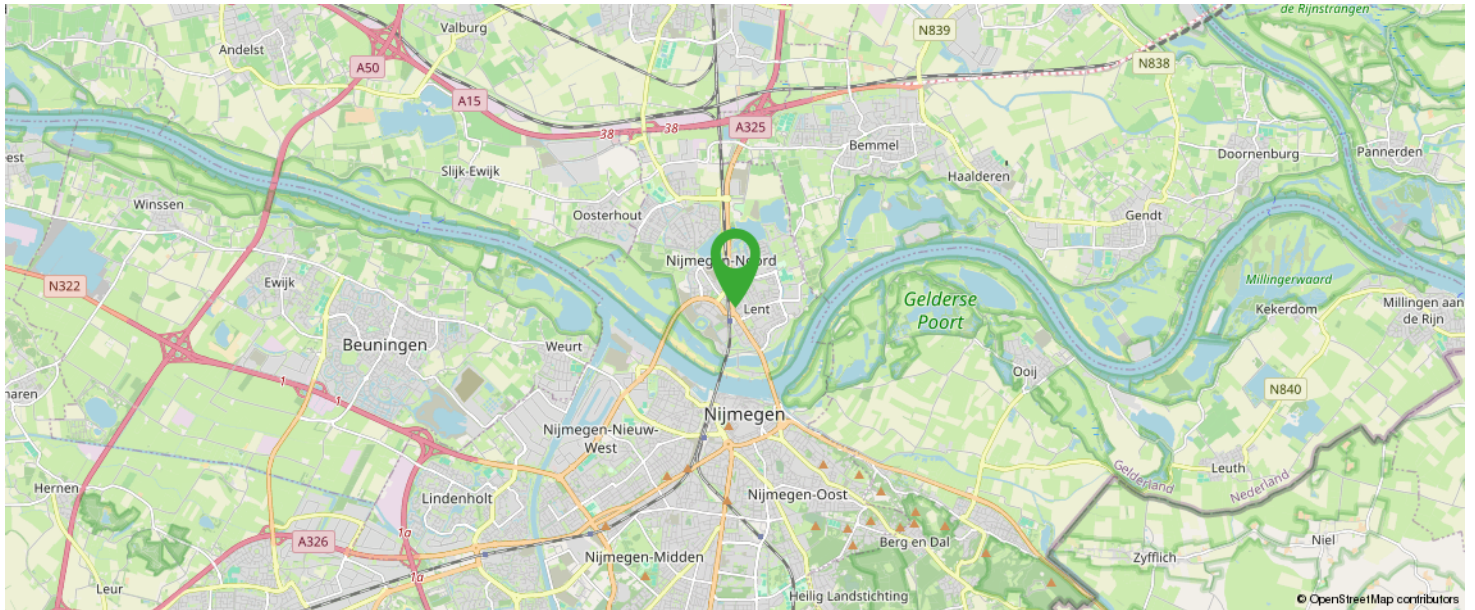 de Rijnstrangen
Valburg
N839
Andelst
A50
N838
A15
38
38
A325
Bemmel
Doornenburg
Pannerden
Slijk-Ewijk
Haalderen
Winssen
Oosterhout
Gendt
Nijmegen-Noord
Ewijk
N322
Millingerwaard
Gelderse
Poort
Lent
Kekerdom
Millingen aan
de Rijn
Beuningen
Weurt
Ooij
1
1
N840
Nijmegen
Nijmegen-Nieuw-
West
Gelderland
Nederland
Leuth
Hernen
Lindenholt
Nijmegen-Oost
1a
A326
Berg en Dal
Niel
Nijmegen-Midden
Zyfflich
1a
Leur
Heilig Landstichting
© OpenStreetMap contributors